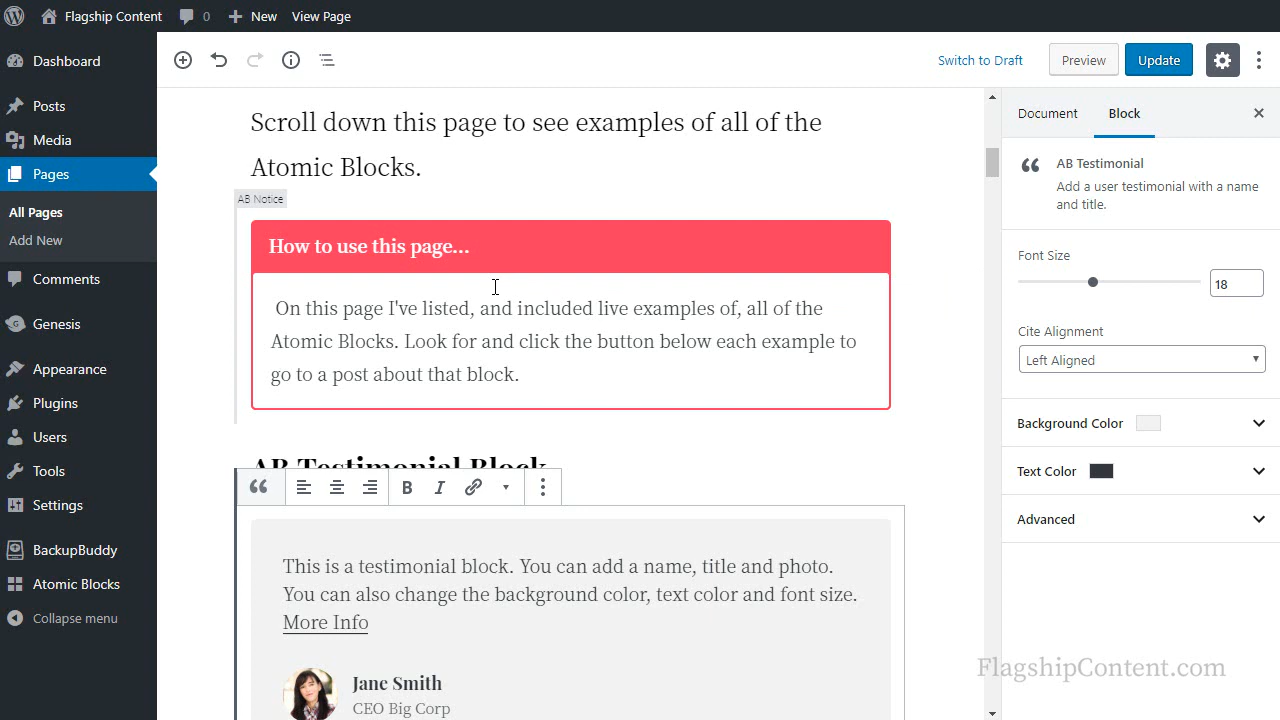 Flagship Content 0 New View Page
Dashboard
Posts
Media
Pages
All Pages
Add New
Comments
Genesis
Appearance
Plugins
Users
Tools
Settings
BackupBuddy
Atomic Blocks
Collapse menu
Switch to Draft Preview Update
Scroll down this page to see examples of all of the
Atomic Blocks.
AB Notice
How to use this page...
On this page I've listed, and included live examples of, all of the
Atomic Blocks. Look for and click the button below each example to
go to a post about that block.
AB Testimonial Block
B I
This is a testimonial block. You can add a name, title and photo.
You can also change the background color, text color and font size.
More Info
Jane Smith
CEO Big Corp
Document Block
AB Testimonial
Add a user testimonial with a name
and title.
Font Size
18
Cite Alignment
Left Aligned
Background Color
Text Color
Advanced
FlagshipContent.com